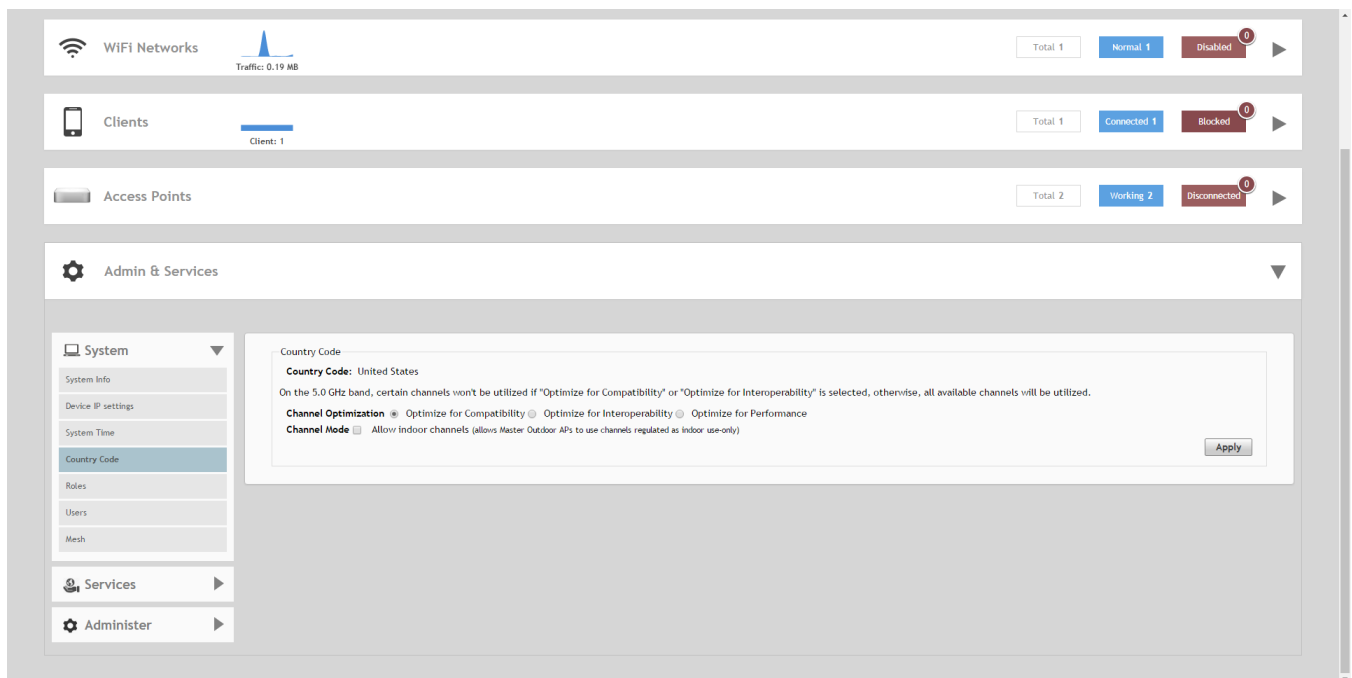 WiFi Networks
Traffic: 0.19 MB
Total 1
Normal 1
Disabled
0
Clients
Client: 1
Total 1
Connected 1
Blocked
0
Access Points
Total 2
Working 2
Disconnected
0
Admin & Services
System
System Info
Device IP settings
System Time
Country Code
Roles
Users
Mesh
Services
Administer
Country Code
Country Code: United States
On the 5.0 GHz band, certain channels won't be utilized if "Optimize for Compatibility" or "Optimize for Interoperability" is selected, otherwise, all available channels will be utilized.
Channel Optimization Optimize for Compatibility Optimize for Interoperability Optimize for Performance
Channel Mode Allow indoor channels (allows Master Outdoor APs to use channels regulated as indoor use-only)
Apply